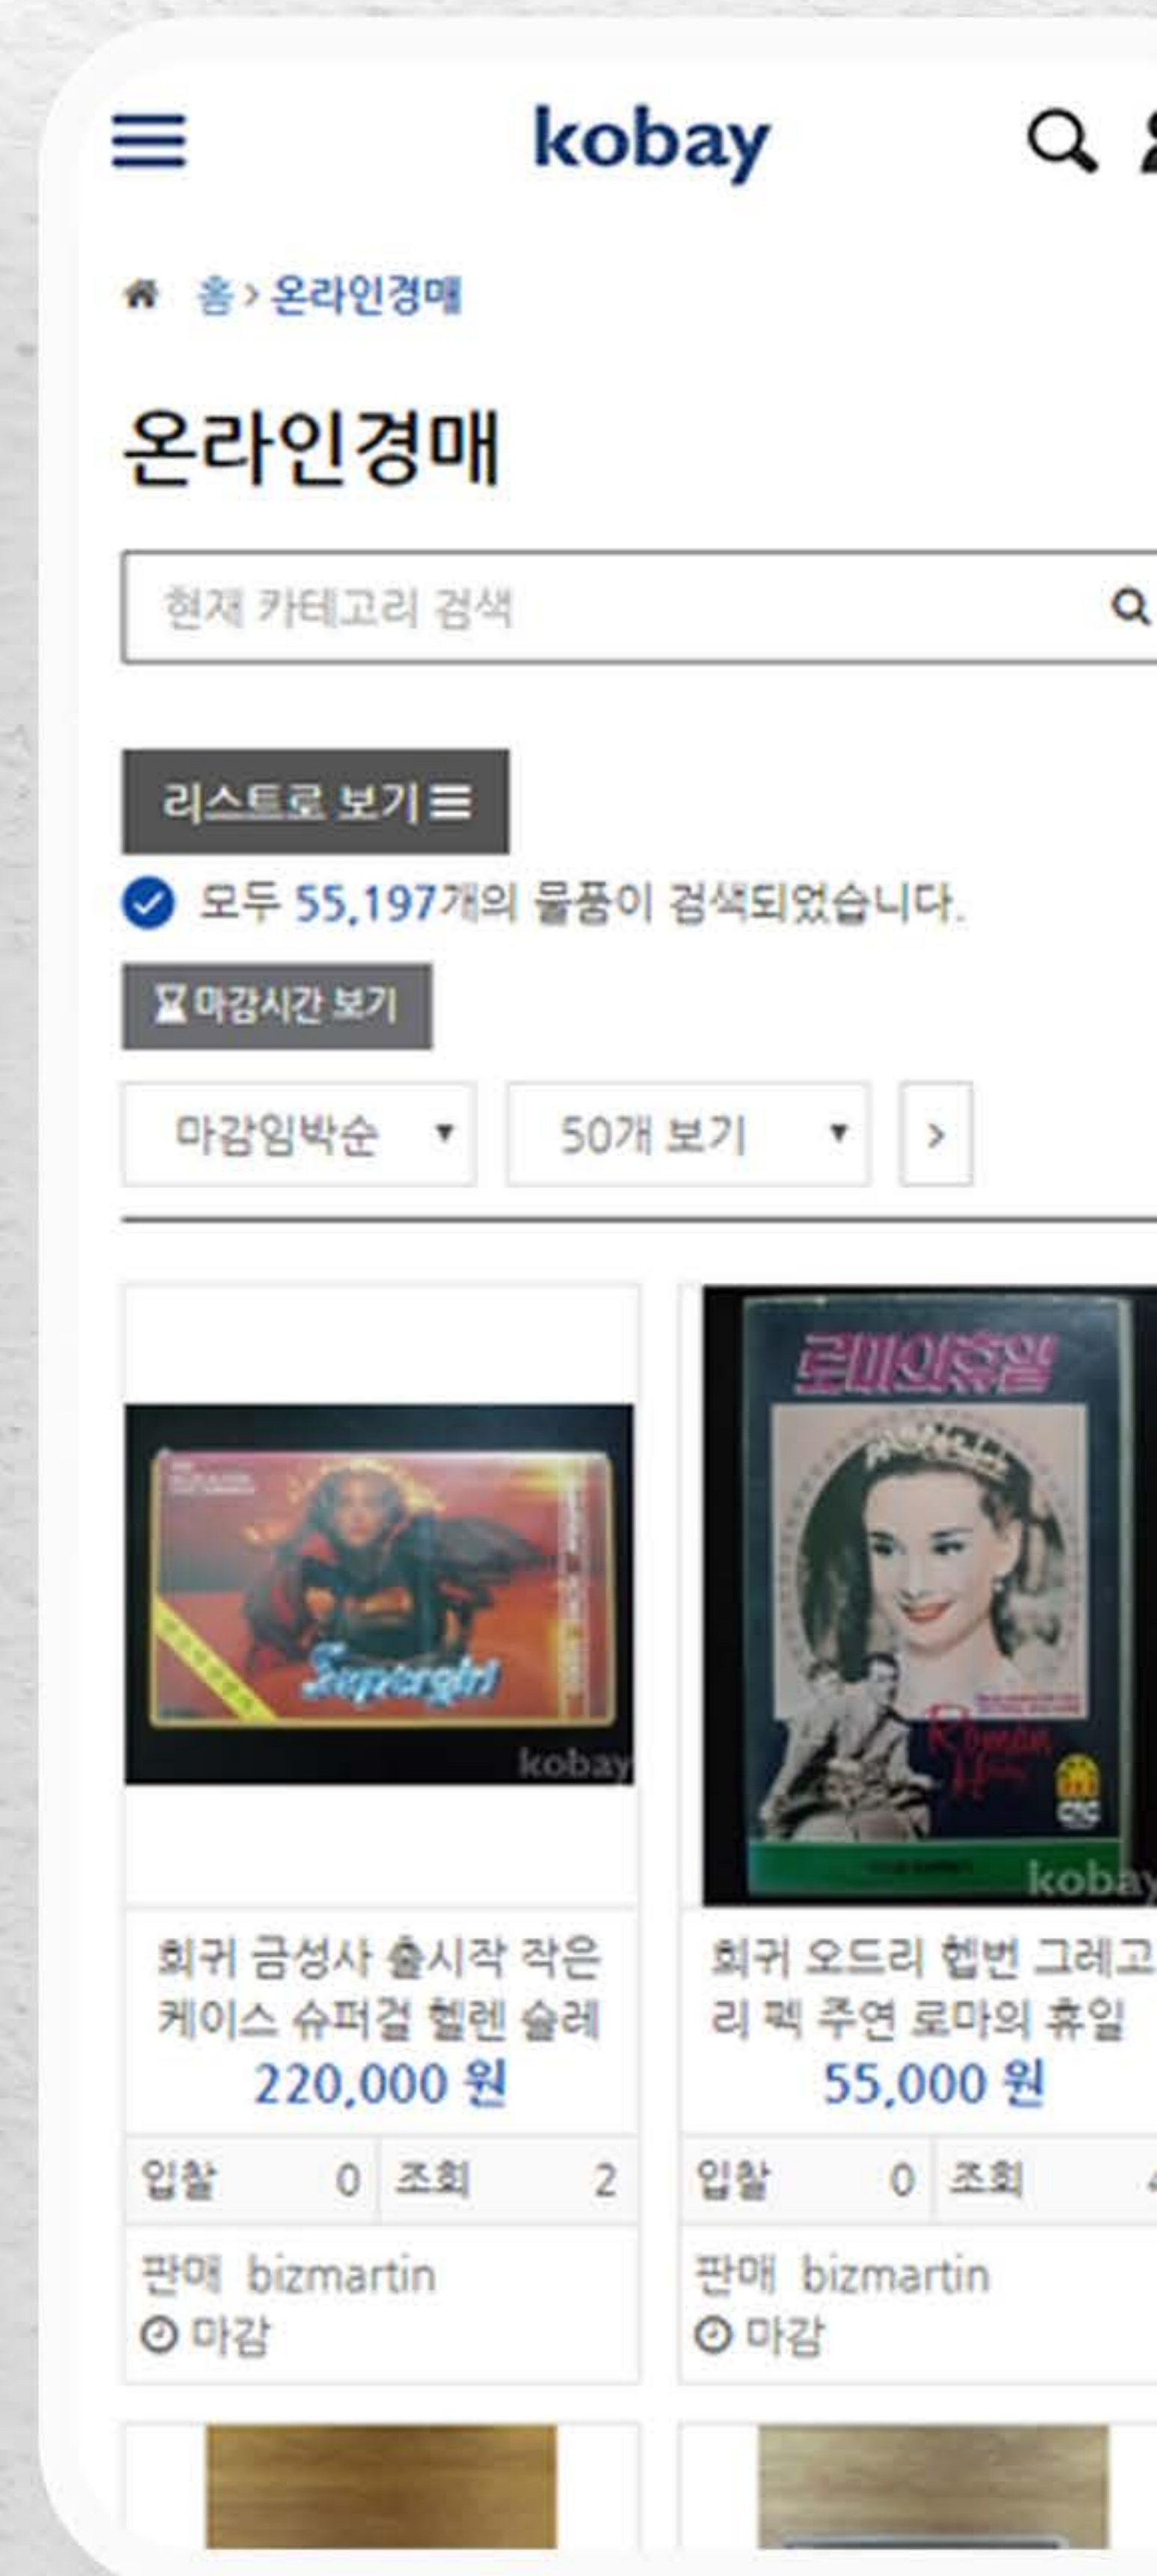 kobay
홈 > 온라인경매
온라인경매
현재 카테고리 검색
리스트로 보기
모두 55,197개의 물품이 검색되었습니다.
마감시간 보기
마감임박순 ▼ 50개 보기 ▼ >
로마의휴일
Supergirl
Roman
CIC
kobay
kobay
희귀 금성사 출시작 작은
케이스 슈퍼걸 헬렌 슬레
220,000 원
입찰 0 조회 2
판매 bizmartin
마감
희귀 오드리 헵번 그레고
리 펙 주연 로마의 휴일
55,000 원
입찰 0 조회
판매 bizmartin
마감